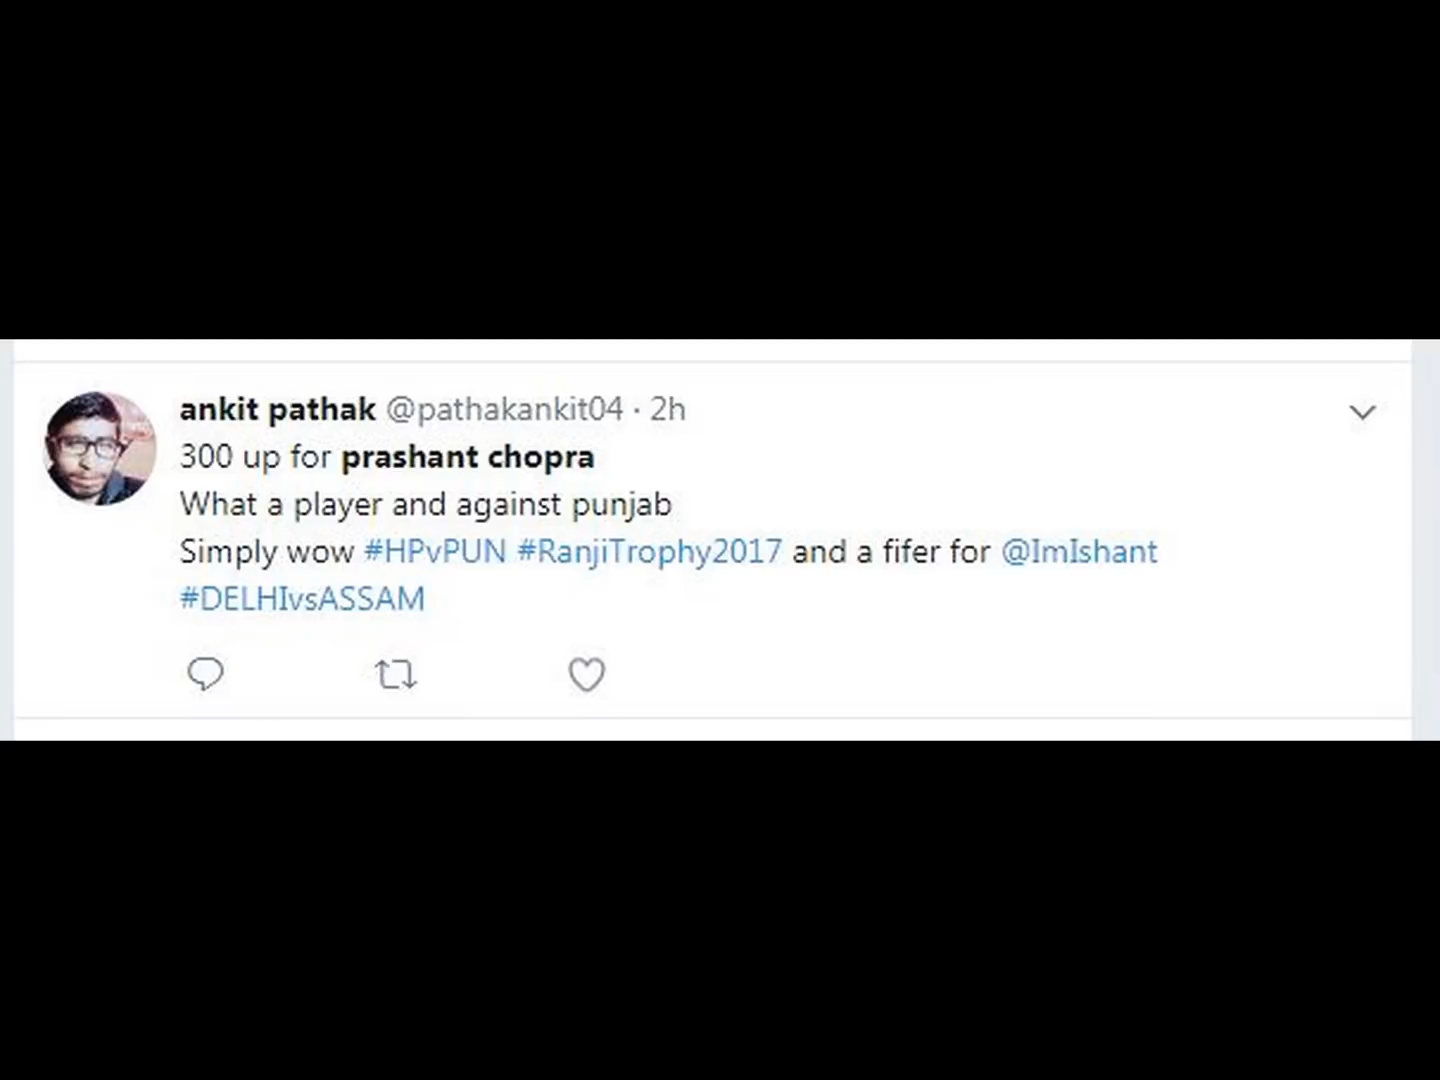 ankit pathak @pathakankit04 · 2h
300 up for prashant chopra
What a player and against punjab
Simply wow #HPvPUN #RanjiTrophy2017 and a fifer for @ImIshant
#DELHIvsASSAM